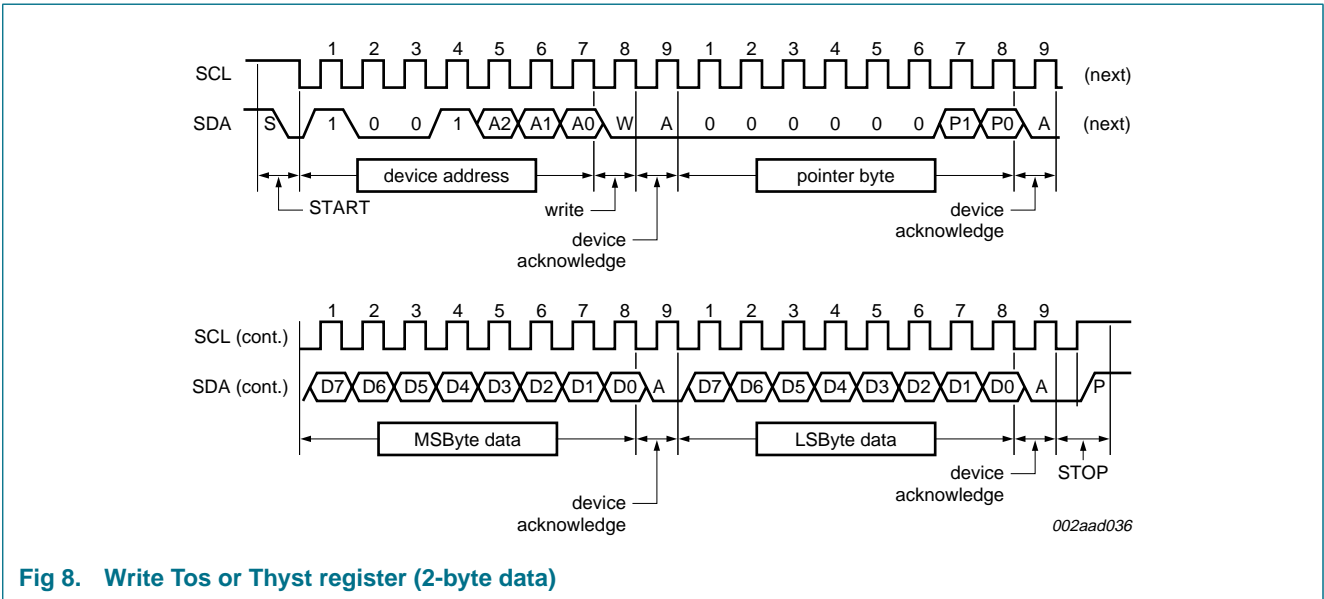 1 2 3 4 5 6 7 8 9 1 2 3 4 5 6 7 8 9
SCL (next)
SDA S 1 0 0 1 A2 A1 A0 W A 0 0 0 0 0 0 P1 P0 A (next)
device address pointer byte
START write device
device acknowledge
acknowledge
1 2 3 4 5 6 7 8 9 1 2 3 4 5 6 7 8 9
SCL (cont.)
SDA (cont.) D7 D6 D5 D4 D3 D2 D1 D0 A D7 D6 D5 D4 D3 D2 D1 D0 A P
MSByte data LSByte data
device STOP
device acknowledge
acknowledge 002aad036
Fig 8. Write Tos or Thyst register (2-byte data)